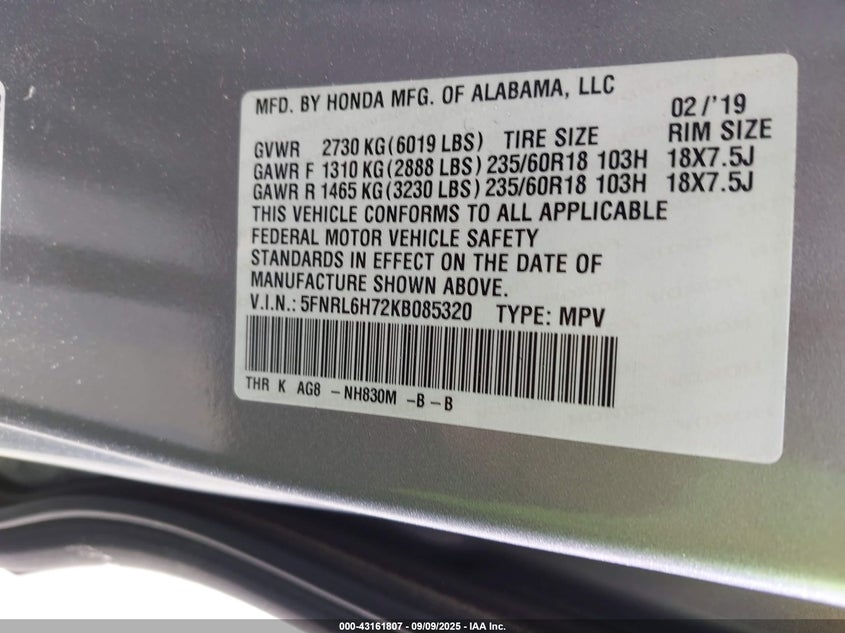 MFD. BY HONDA MFG. OF ALABAMA, LLC 02/'19
GVWR 2730 KG(6019 LBS) TIRE SIZE RIM SIZE
GAWR F 1310 KG(2888 LBS) 235/60R18 103H 18X7.5J
GAWR R 1465 KG(3230 LBS) 235/60R18 103H 18X7.5J
THIS VEHICLE CONFORMS TO ALL APPLICABLE
FEDERAL MOTOR VEHICLE SAFETY
STANDARDS IN EFFECT ON THE DATE OF
MANUFACTURE SHOWN ABOVE.
V.I.N.: 5FNRL6H72KB085320 TYPE: MPV
THR K AG8 -NH830M -B-B
000-43161807 - 09/09/2025 - IAA Inc.